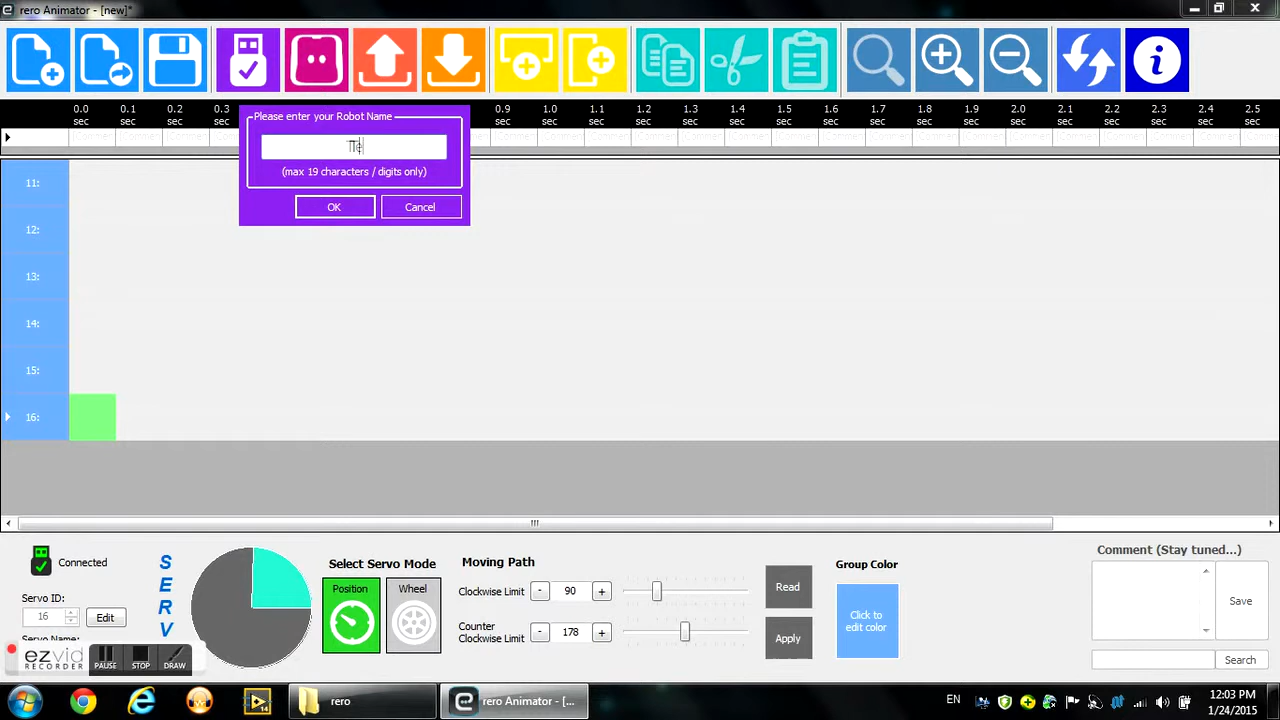 rero Animator - [new]*
0.0 sec 0.1 sec 0.2 sec 0.3 sec 0.9 sec 1.0 sec 1.1 sec 1.2 sec 1.3 sec 1.4 sec 1.5 sec 1.6 sec 1.7 sec 1.8 sec 1.9 sec 2.0 sec 2.1 sec 2.2 sec 2.3 sec 2.4 sec 2.5 sec
Please enter your Robot Name
Te
(max 19 characters / digits only)
OK Cancel
11:
12:
13:
14:
15:
16:
Connected
Servo ID:
16 Edit
Servo Name:
SERV
Select Servo Mode
Position Wheel
Moving Path
Clockwise Limit - 90 +
Counter Clockwise Limit - 178 +
Read
Apply
Group Color
Click to
edit color
Comment (Stay tuned...)
Save
Search
ezvid
RECORDER
PAUSE STOP DRAW
rero
rero Animator - [...
EN
12:03 PM
1/24/2015